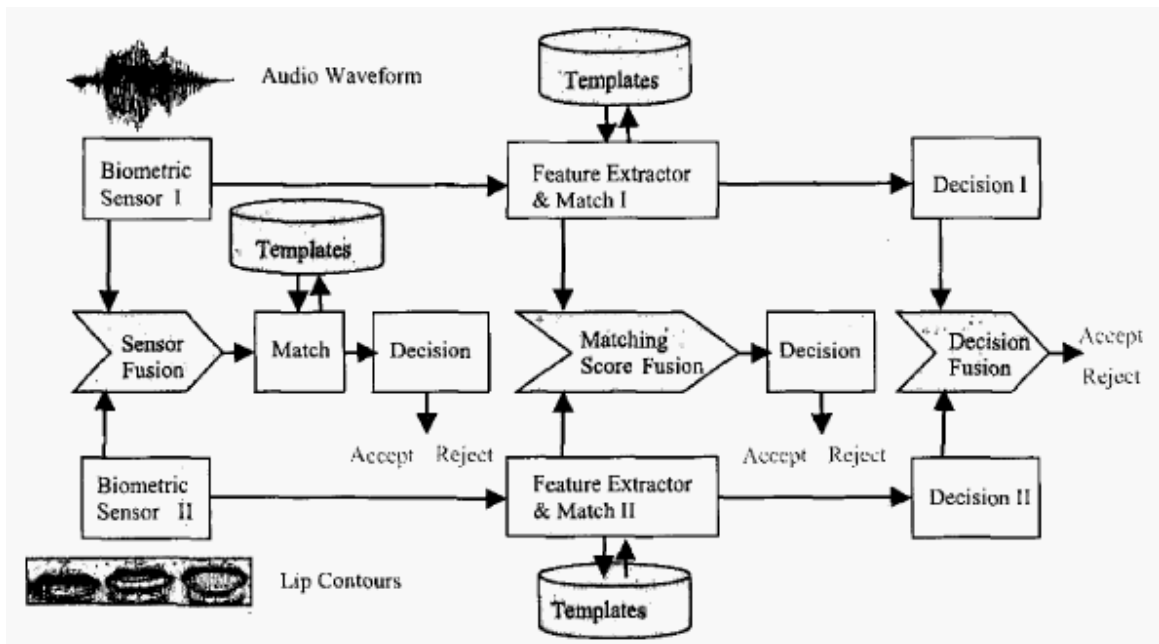 Audio Waveform
Templates
Biometric
Sensor I
Feature Extractor
& Match I
Decision I
Templates
Sensor
Fusion
Match
Decision
Matching
Score Fusion
Decision
Decision
Fusion
Accept
Reject
Accept Reject
Accept Reject
Biometric
Sensor II
Feature Extractor
& Match II
Decision II
Lip Contours
Templates